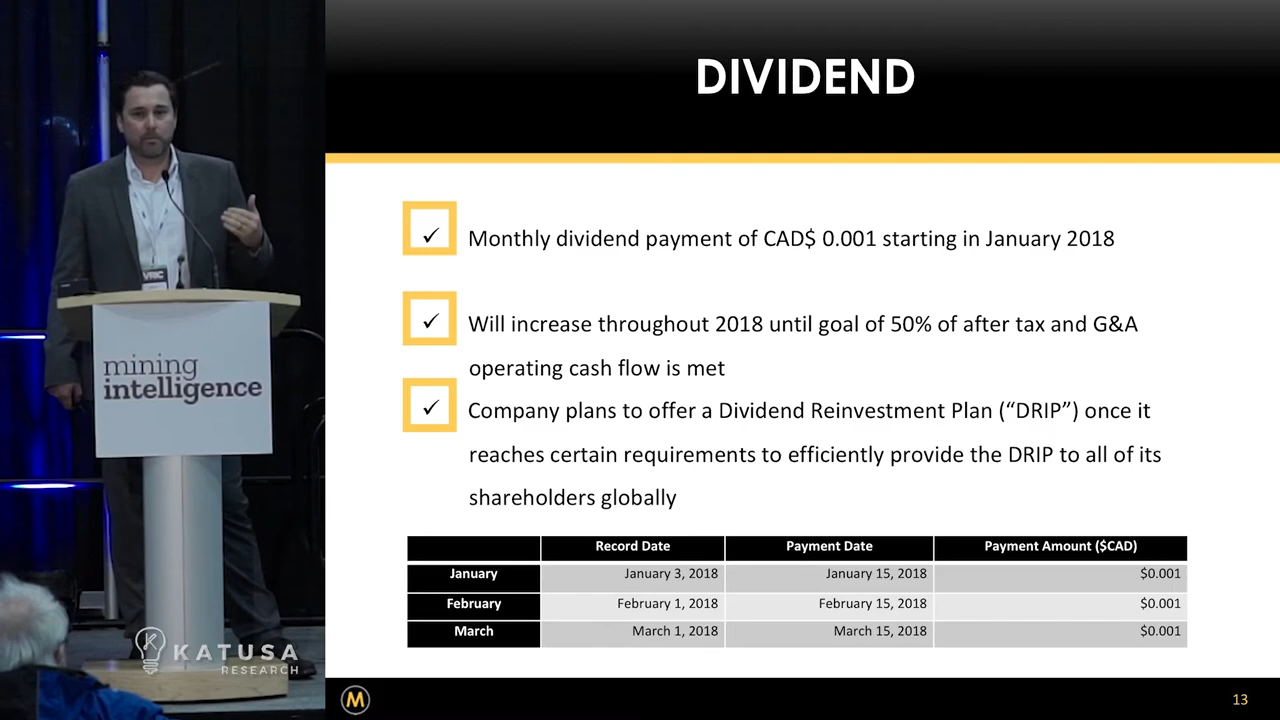 DIVIDEND
✓ Monthly dividend payment of CAD$ 0.001 starting in January 2018
✓ Will increase throughout 2018 until goal of 50% of after tax and G&A
operating cash flow is met
✓ Company plans to offer a Dividend Reinvestment Plan (“DRIP”) once it
reaches certain requirements to efficiently provide the DRIP to all of its
shareholders globally
Record Date Payment Date Payment Amount ($CAD)
January January 3, 2018 January 15, 2018 $0.001
February February 1, 2018 February 15, 2018 $0.001
March March 1, 2018 March 15, 2018 $0.001
M
13
VRIC
mining
intelligence
KATUSA
RESEARCH